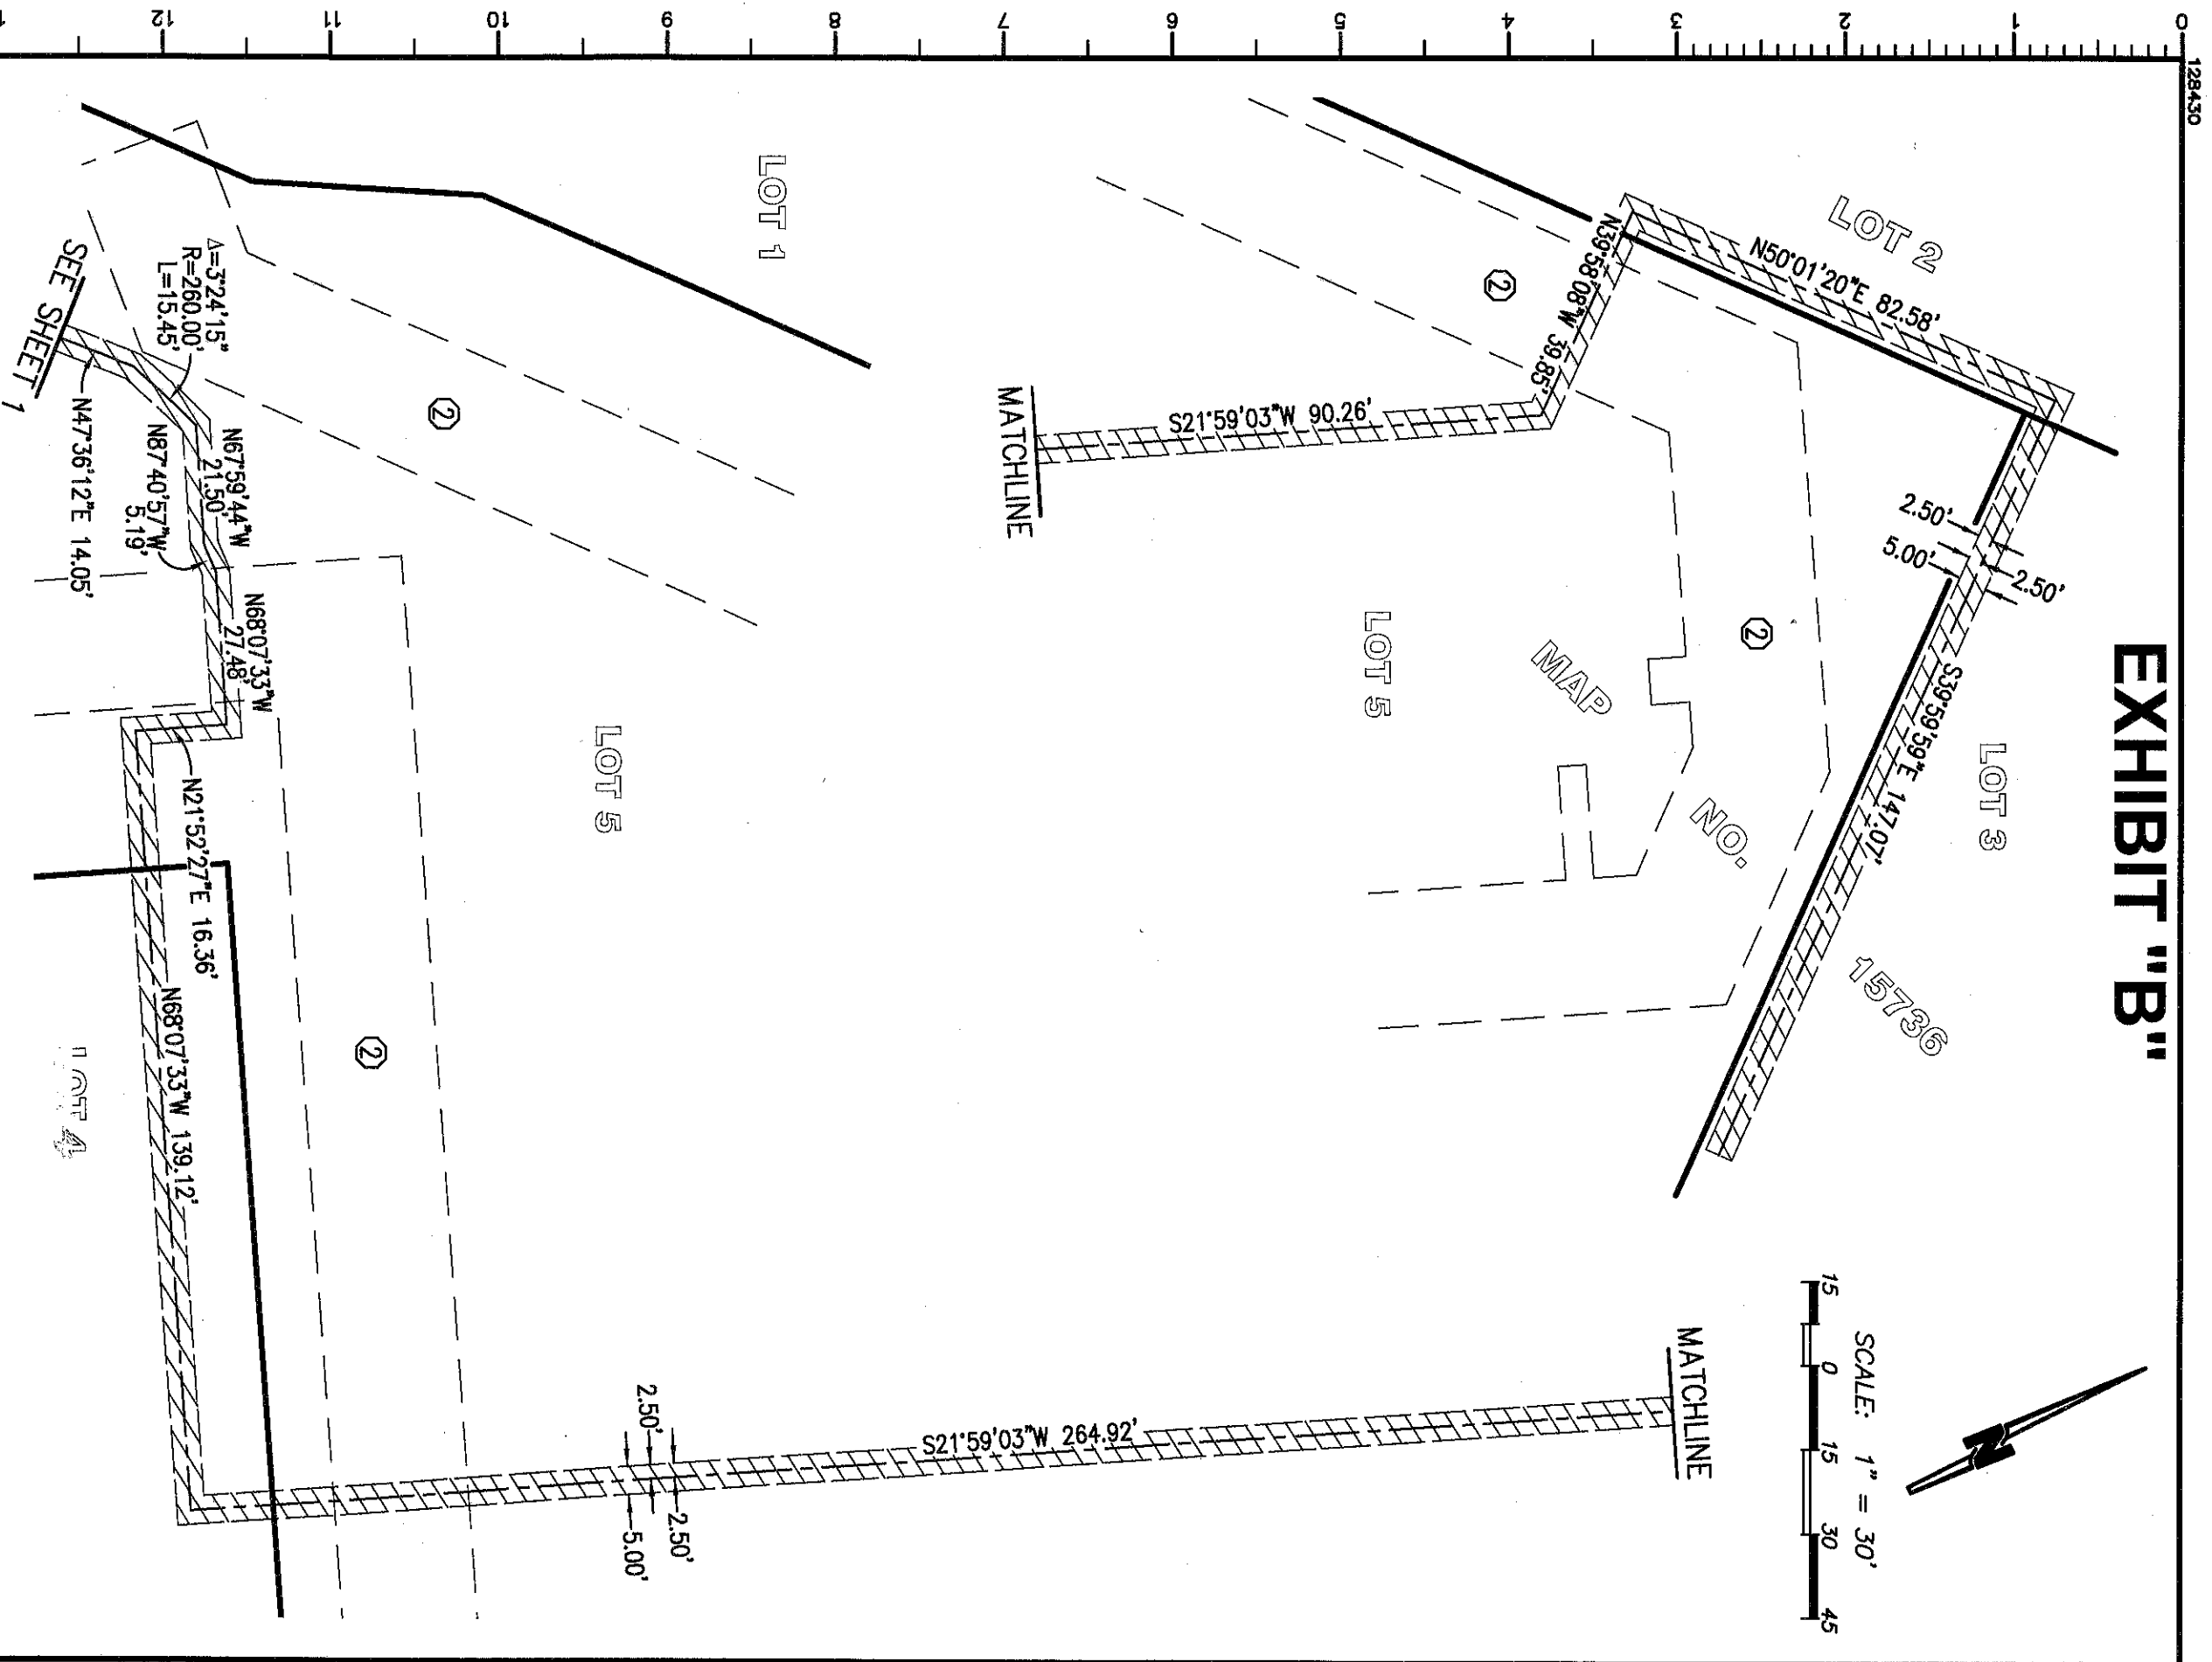 128430
0
1
2
3
4
5
6
7
8
9
10
11
12
EXHIBIT "B"
SCALE: 1" = 30'
15
0
15
30
45
N
LOT 2
N50°01'20"E 82.58'
N39°58'08"W 39.85'
2
S21°59'03"W 90.26'
MATCHLINE
2.50'
5.00'
2.50'
S39°59'59"E 147.07'
LOT 3
2
MAP
NO.
15736
LOT 5
MATCHLINE
S21°59'03"W 264.92'
2.50'
2.50'
5.00'
LOT 1
2
LOT 5
2
Δ=3°24'15"
R=260.00'
L=15.45'
SEE SHEET 1
N47°36'12"E 14.05'
N67°59'44"W
21.50'
N87°40'57"W
5.19'
N68°07'33"W
27.48'
N21°52'27"E 16.36'
N68°07'33"W 139.12'
LOT 4